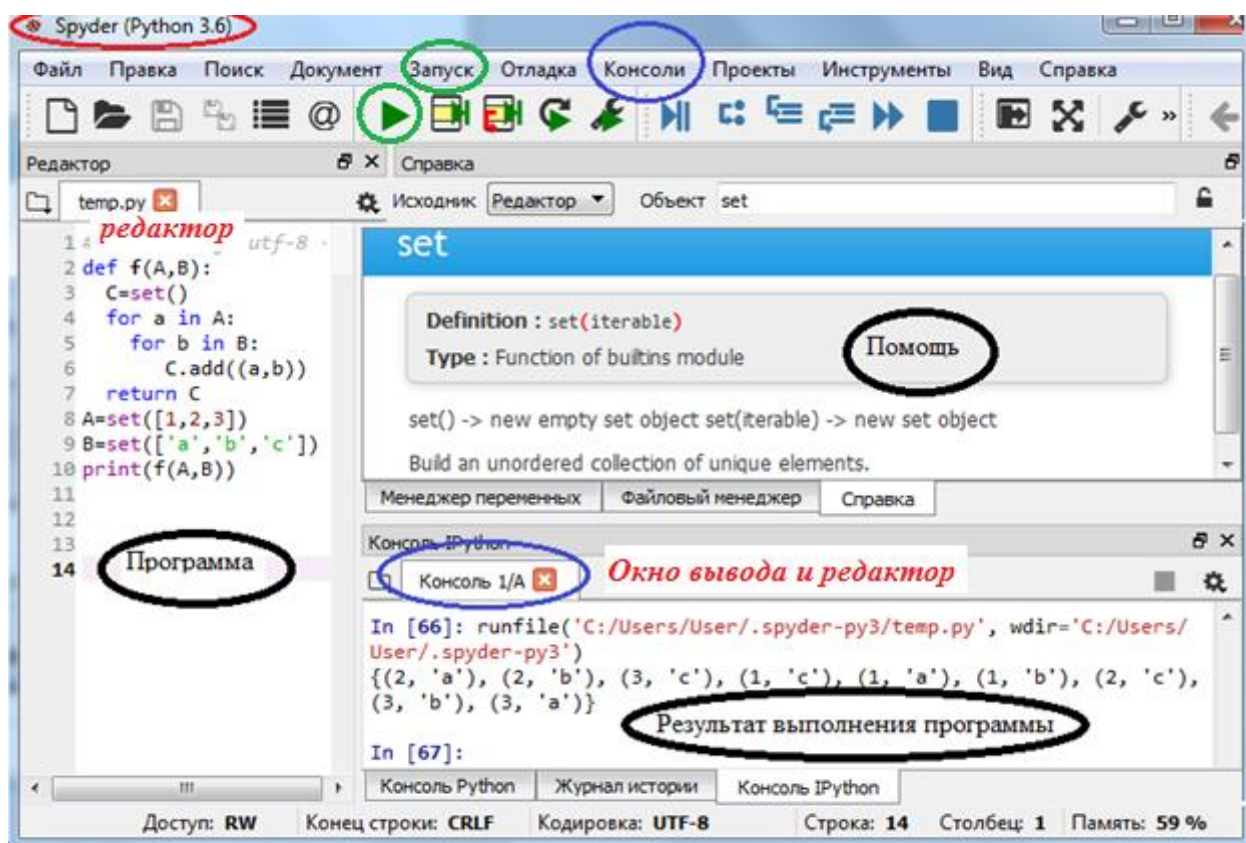 Spyder (Python 3.6)
Файл Правка Поиск Документ Запуск Отладка Консоли Проекты Инструменты Вид Справка
Редактор
Справка
temp.py
Исходник Редактор Объект set
редактор
1 # utf-8
2 def f(A,B):
3 C=set()
4 for a in A:
5 for b in B:
6 C.add((a,b))
7 return C
8 A=set([1,2,3])
9 B=set(['a','b','c'])
10 print(f(A,B))
11
12
13
14
Программа
set
Definition : set(iterable)
Type : Function of builtins module
Помощь
set() -> new empty set object set(iterable) -> new set object
Build an unordered collection of unique elements.
Менеджер переменных Файловый менеджер Справка
Консоль IPython
Консоль 1/A
Окно вывода и редактор
In [66]: runfile('C:/Users/User/.spyder-py3/temp.py', wdir='C:/Users/
User/.spyder-py3')
{(2, 'a'), (2, 'b'), (3, 'c'), (1, 'c'), (1, 'a'), (1, 'b'), (2, 'c'),
(3, 'b'), (3, 'a')}
Результат выполнения программы
In [67]:
Консоль Python Журнал истории Консоль IPython
Доступ: RW Конец строки: CRLF Кодировка: UTF-8 Строка: 14 Столбец: 1 Память: 59 %